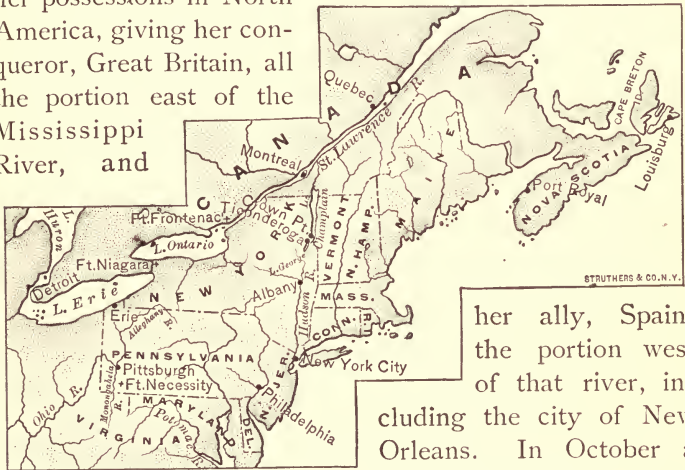 her possessions in North
America, giving her con-
queror, Great Britain, all
the portion east of the
Mississippi
River, and
Quebec
CANADA
St. Lawrence R.
Montreal
CAPE BRETON ID.
Louisburg
NOVA SCOTIA
Port Royal
MAINE
L. Huron
Ft. Frontenac
Crown Pt.
Ticonderoga
L. Champlain
VERMONT
N. HAMP.
L. Ontario
Ft. Niagara
L. George
NEW YORK
Detroit
L. Erie
Albany
Hudson R.
MASS.
STRUTHERS & CO. N.Y.
Erie
Alleghany R.
CONN.
R.I.
PENNSYLVANIA
N. JER.
New York City
Pittsburgh
Ft. Necessity
Monongahela R.
Philadelphia
Ohio R.
MARYLAND
DEL.
VIRGINIA
Potomac R.
her ally, Spain
the portion wes
of that river, in
cluding the city of New
Orleans. In October a